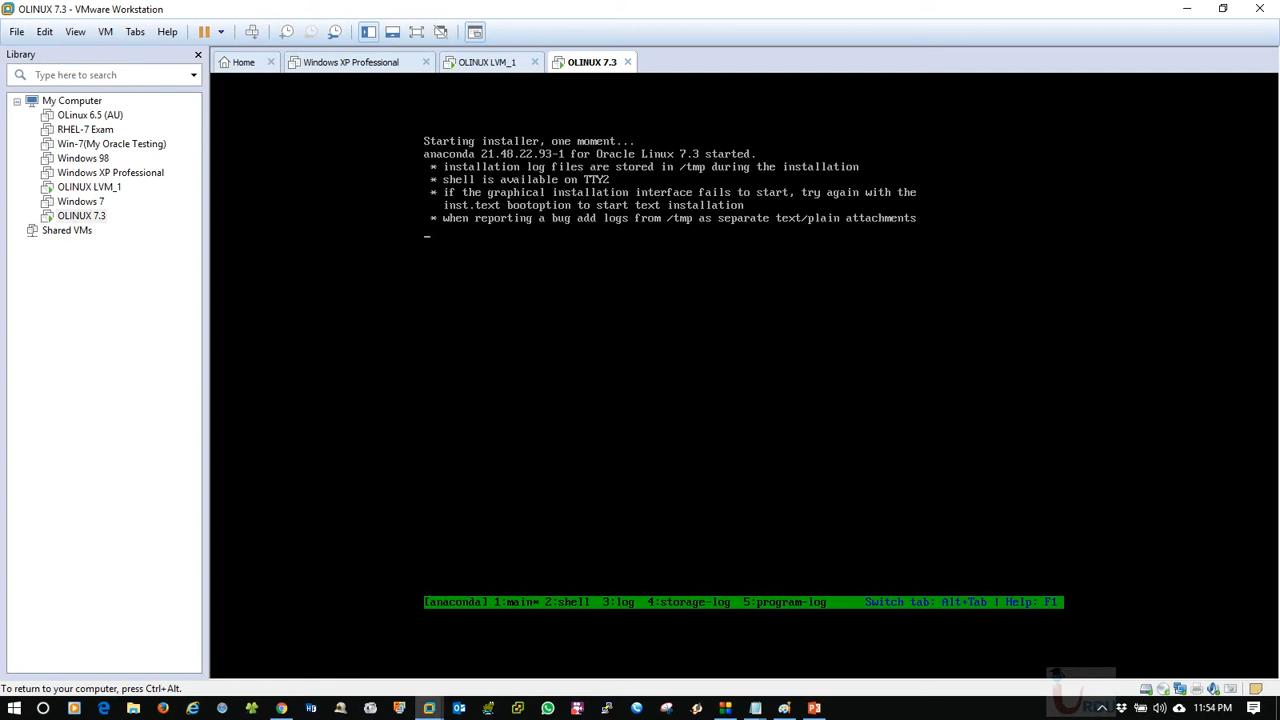 OLINUX 7.3 - VMware Workstation
File Edit View VM Tabs Help
Library
Type here to search
My Computer
OLinux 6.5 (AU)
RHEL-7 Exam
Win-7(My Oracle Testing)
Windows 98
Windows XP Professional
OLINUX LVM_1
Windows 7
OLINUX 7.3
Shared VMs
Home Windows XP Professional OLINUX LVM_1 OLINUX 7.3
Starting installer, one moment...
anaconda 21.48.22.93-1 for Oracle Linux 7.3 started.
* installation log files are stored in /tmp during the installation
* shell is available on TTY2
* if the graphical installation interface fails to start, try again with the
inst.text bootoption to start text installation
* when reporting a bug add logs from /tmp as separate text/plain attachments
[anaconda] 1:main* 2:shell 3:log 4:storage-log 5:program-log Switch tab: Alt+Tab | Help: F1
To return to your computer, press Ctrl+Alt.
11:54 PM